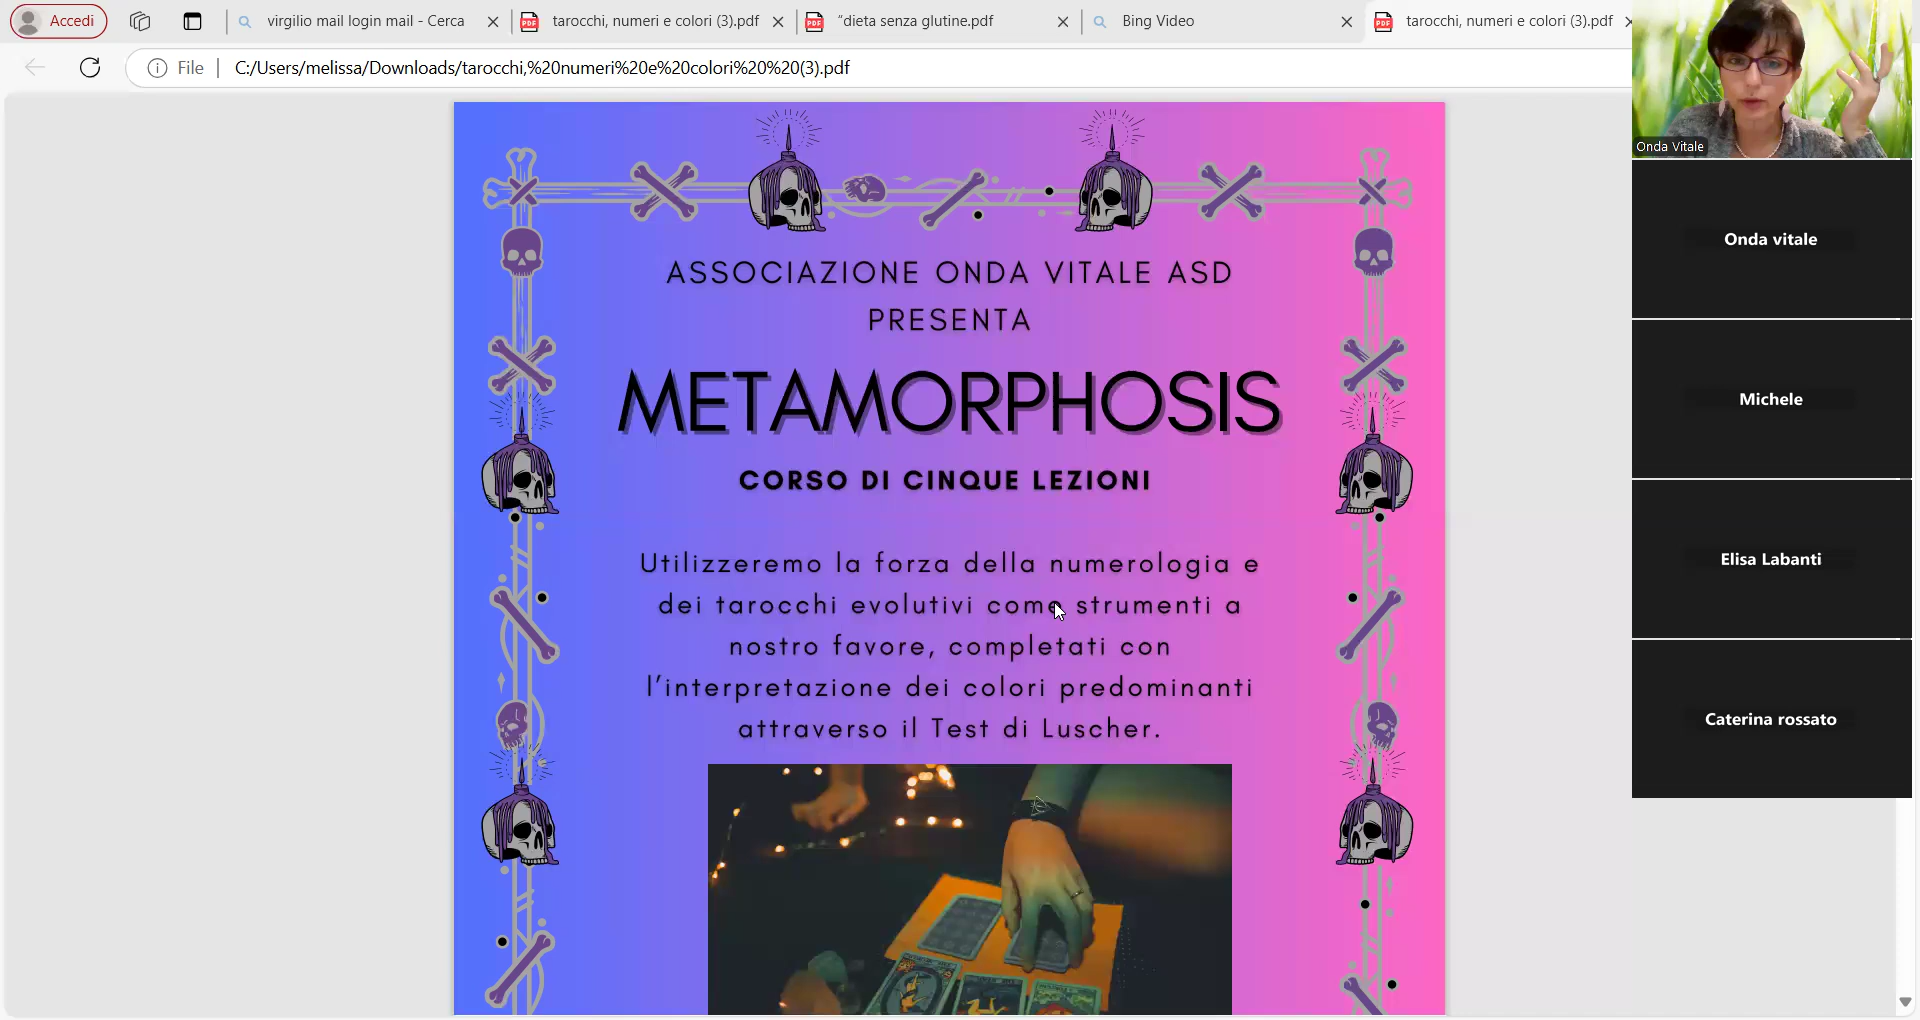 Accedi
virgilio mail login mail - Cerca
tarocchi, numeri e colori (3).pdf
“dieta senza glutine.pdf
Bing Video
tarocchi, numeri e colori (3).pdf
File
C:/Users/melissa/Downloads/tarocchi,%20numeri%20e%20colori%20%20(3).pdf
ASSOCIAZIONE ONDA VITALE ASD
PRESENTA
METAMORPHOSIS
CORSO DI CINQUE LEZIONI
Utilizzeremo la forza della numerologia e
dei tarocchi evolutivi come strumenti a
nostro favore, completati con
l’interpretazione dei colori predominanti
attraverso il Test di Luscher.
Onda Vitale
Onda vitale
Michele
Elisa Labanti
Caterina rossato